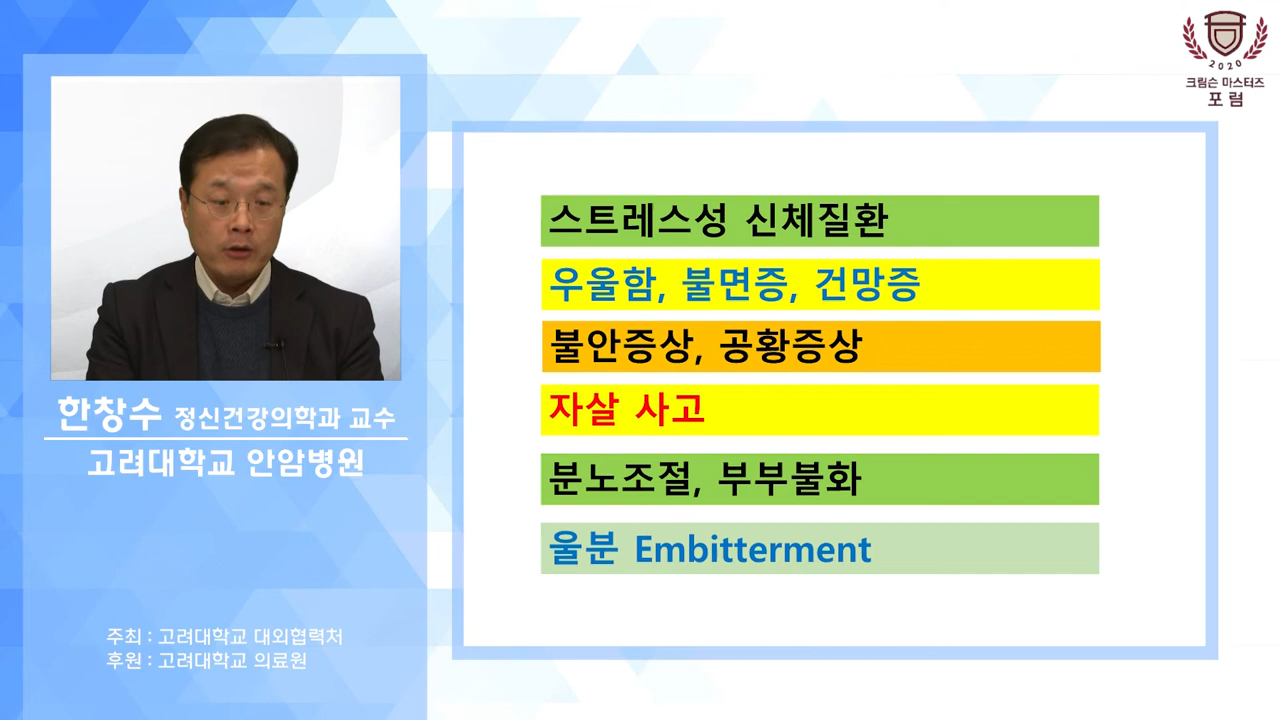 2020
크림슨 마스터즈
포 럼
스트레스성 신체질환
우울함, 불면증, 건망증
불안증상, 공황증상
자살 사고
분노조절, 부부불화
울분 Embitterment
한창수 정신건강의학과 교수
고려대학교 안암병원
주최 : 고려대학교 대외협력처
후원 : 고려대학교 의료원